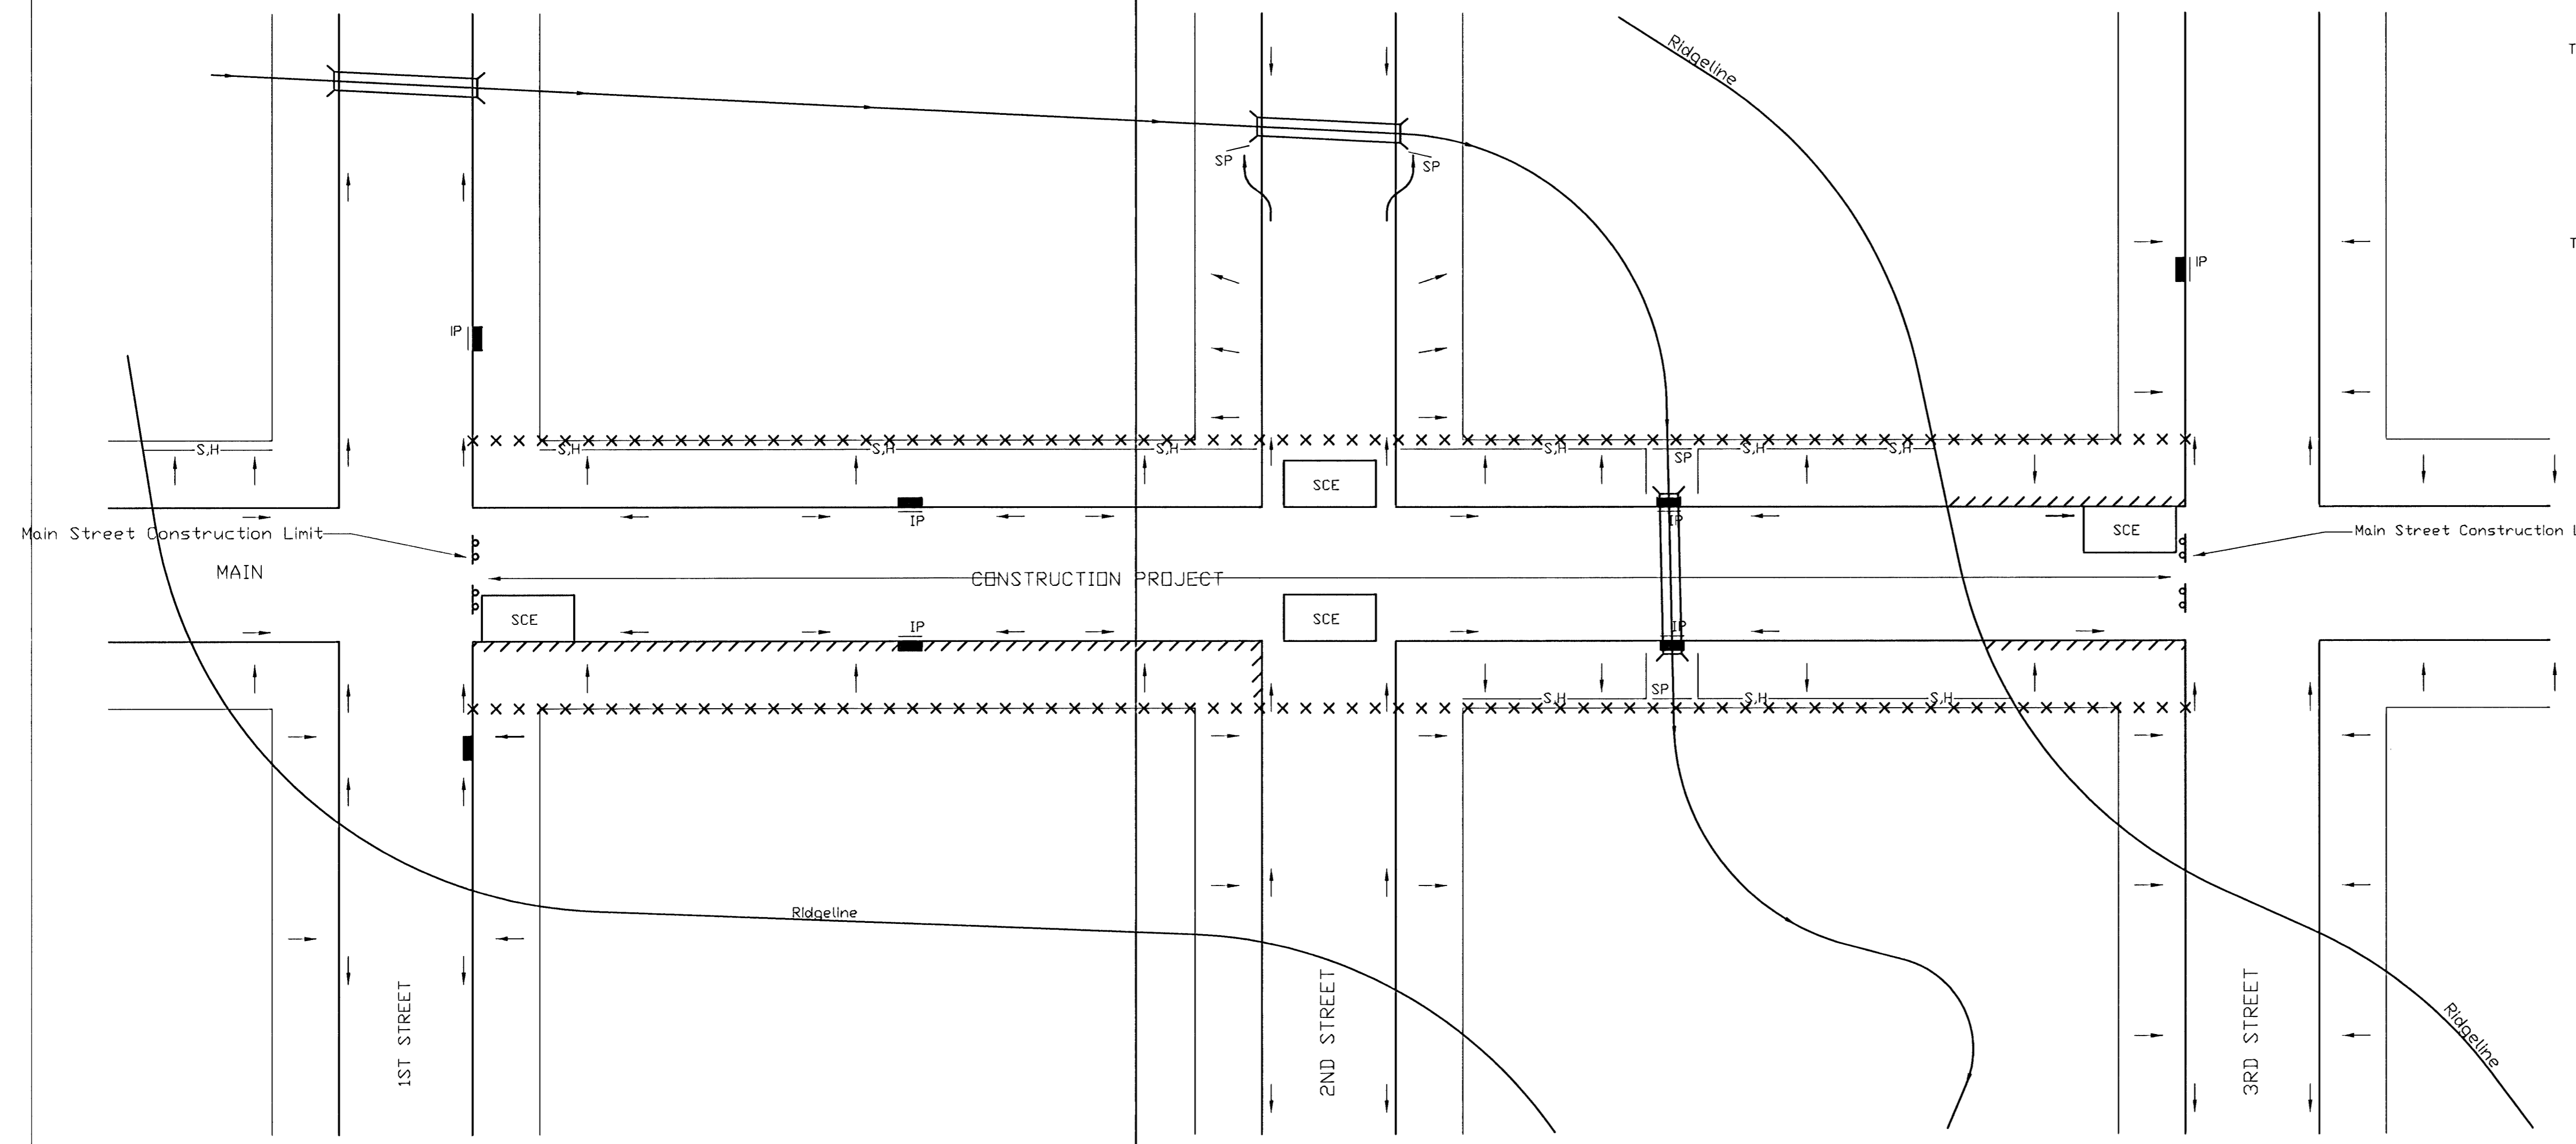 Ridgeline
T
SP
SP
T
IP
IP
S,H
S,H
S,H
S,H
S,H
S,H
S,H
SP
SCE
IP
IP
SCE
Main Street Construction Limit
Main Street Construction L
MAIN
CONSTRUCTION PROJECT
SCE
SCE
IP
IP
S,H
SP
S,H
S,H
Ridgeline
1ST STREET
2ND STREET
3RD STREET
Ridgeline